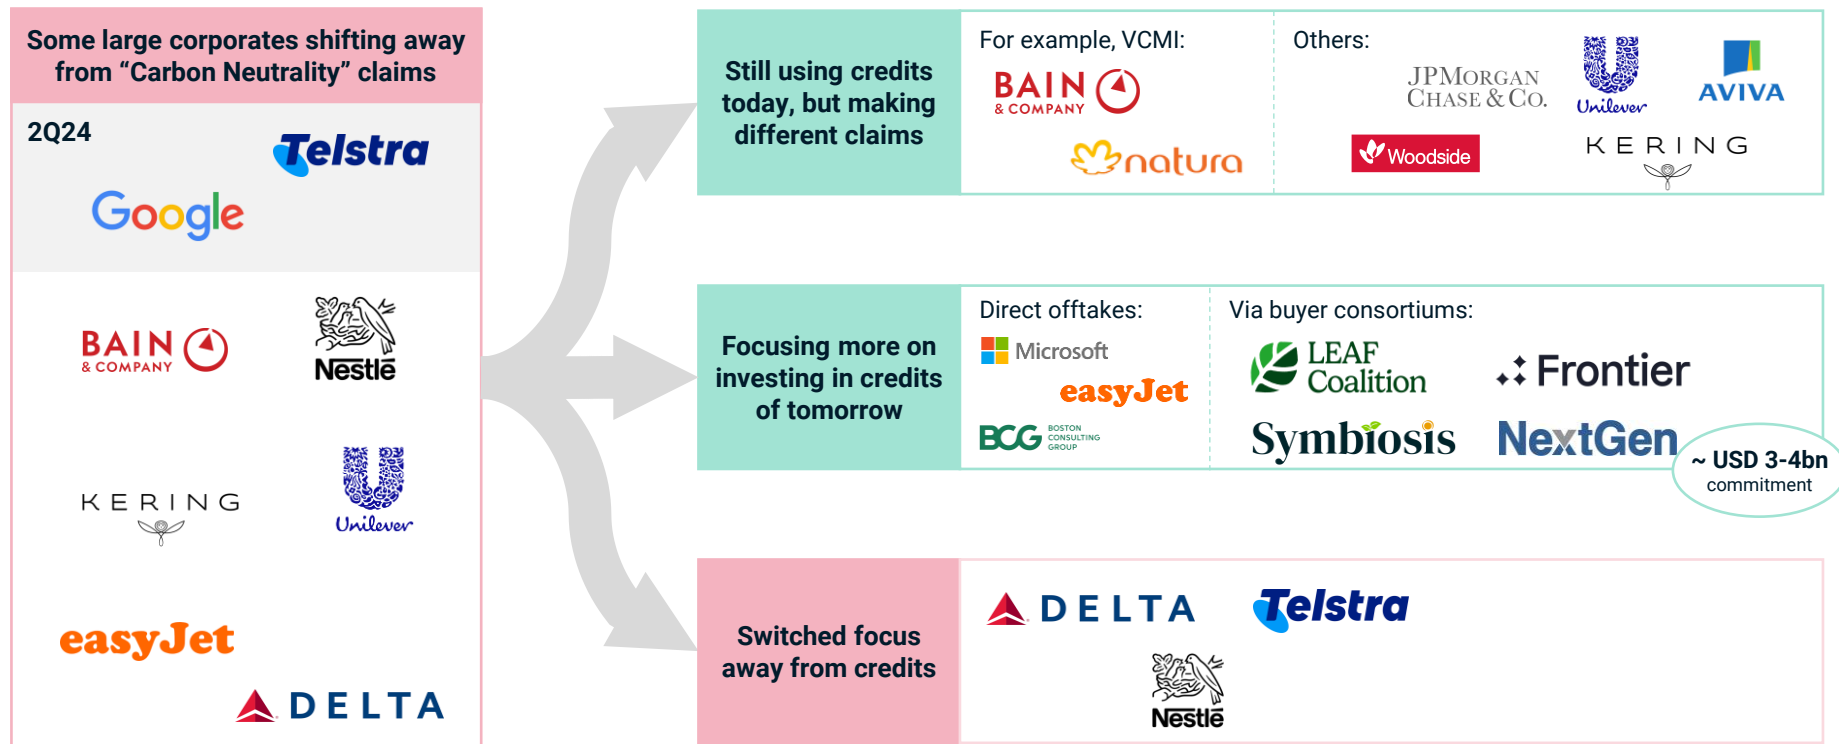 Some large corporates shifting away
from “Carbon Neutrality” claims
2Q24
Telstra
Google
BAIN
& COMPANY
Nestlé
KERING
Unilever
easyJet
DELTA
Still using credits
today, but making
different claims
For example, VCMI:
BAIN
& COMPANY
natura
Others:
JPMORGAN
CHASE & CO.
Unilever
AVIVA
Woodside
KERING
Focusing more on
investing in credits
of tomorrow
Direct offtakes:
Microsoft
easyJet
BCG
BOSTON
CONSULTING
GROUP
Via buyer consortiums:
LEAF
Coalition
Frontier
Symbiosis
NextGen
~ USD 3-4bn
commitment
Switched focus
away from credits
DELTA
Telstra
Nestlé